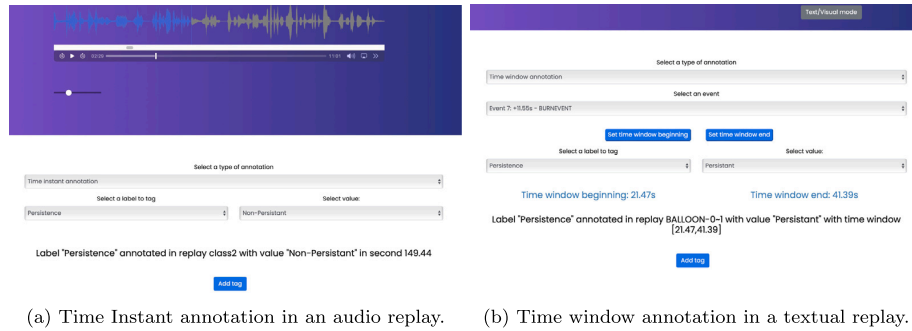 02:29
11:01
Select a type of annotation
Time instant annotation
Select a label to tag
Select value:
Persistence
Non-Persistant
Label "Persistence" annotated in replay class2 with value "Non-Persistant" in second 149.44
Add tag
(a) Time Instant annotation in an audio replay.
Text/Visual mode
Select a type of annotation
Time window annotation
Select an event
Event 7: +11.55s - BURNEVENT
Set time window beginning
Set time window end
Select a label to tag
Select value:
Persistence
Persistant
Time window beginning: 21.47s
Time window end: 41.39s
Label "Persistence" annotated in replay BALLOON-0~1 with value "Persistant" with time window
[21.47,41.39]
Add tag
(b) Time window annotation in a textual replay.